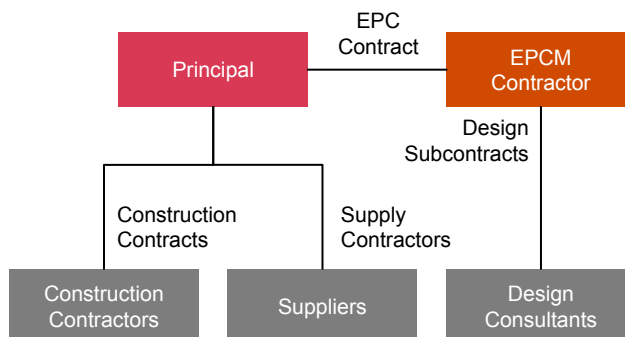 EPC
Contract
Principal
EPCM
Contractor
Design
Subcontracts
Construction
Contracts
Supply
Contractors
Construction
Contractors
Suppliers
Design
Consultants